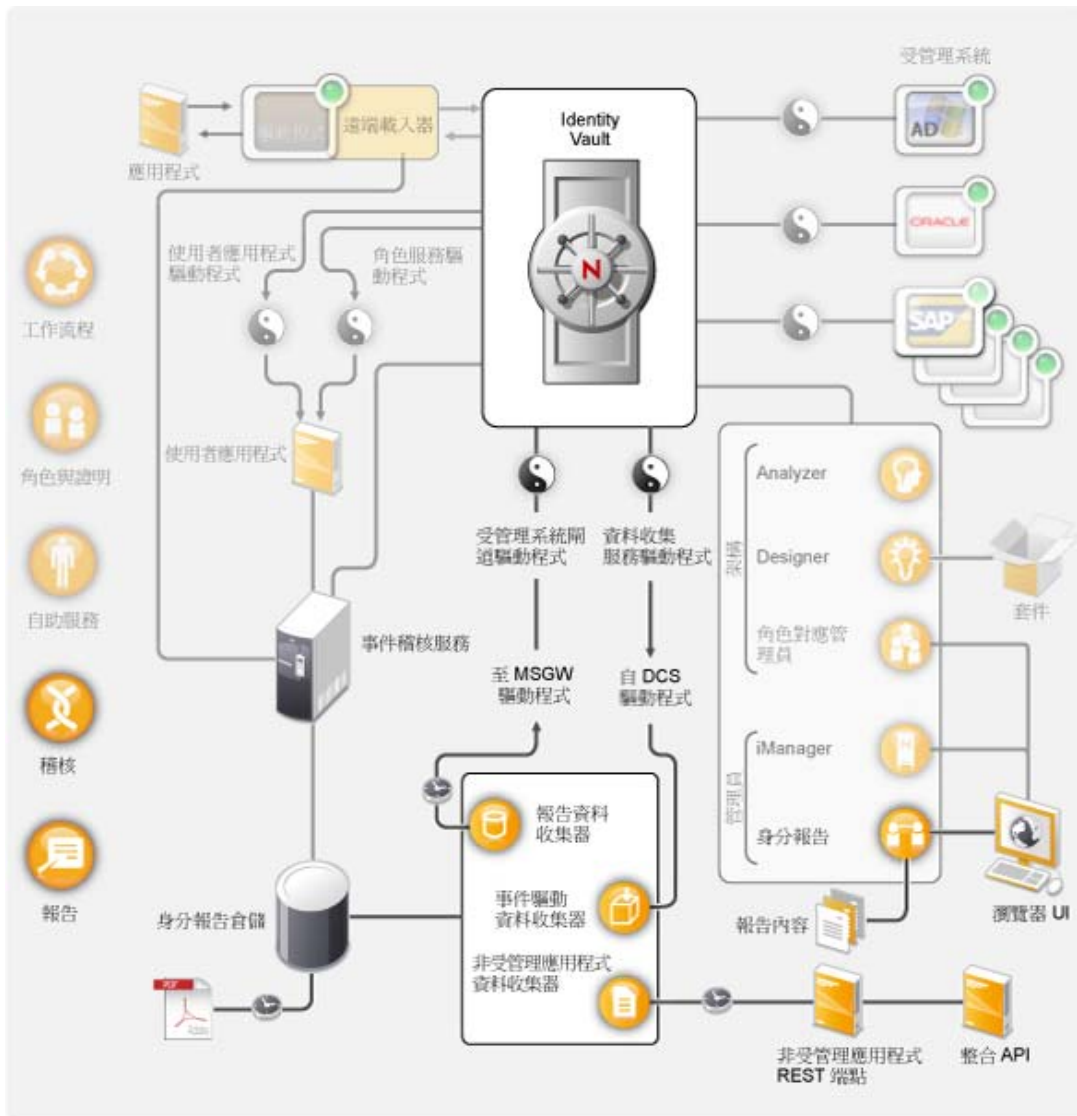 受管理系統
遠端載入器
Identity
Vault
AD
應用程式
ORACLE
使用者應用程式
驅動程式
角色服務驅
動程式
工作流程
SAP
使用者應用程式
角色與證明
Analyzer
受管理系統閘
道驅動程式
資料收集
服務驅動程式
架構
Designer
套件
自助服務
事件稽核服務
角色對應管
理員
至 MSGW
驅動程式
自 DCS
驅動程式
稽核
iManager
管理員
報告資料
收集器
身分報告
報告
事件驅動
資料收集器
身分報告倉儲
報告內容
瀏覽器 UI
非受管理應用程式
資料收集器
PDF
N
非受管理應用程式
REST 端點
整合 API